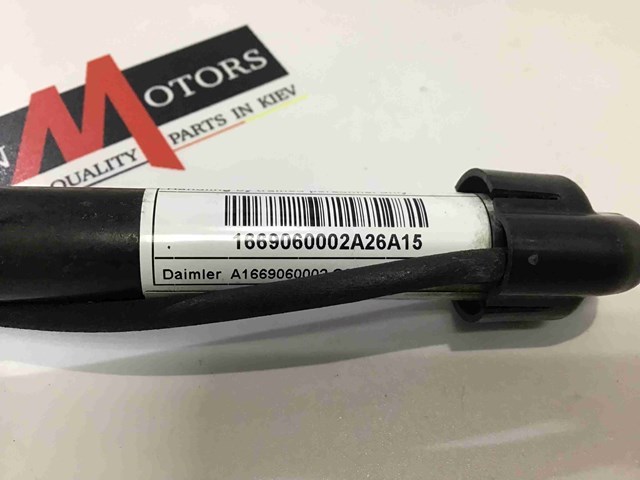 MOTORS
QUALITY PARTS IN KIEV
1669060002A26A15
Daimler A1669060002